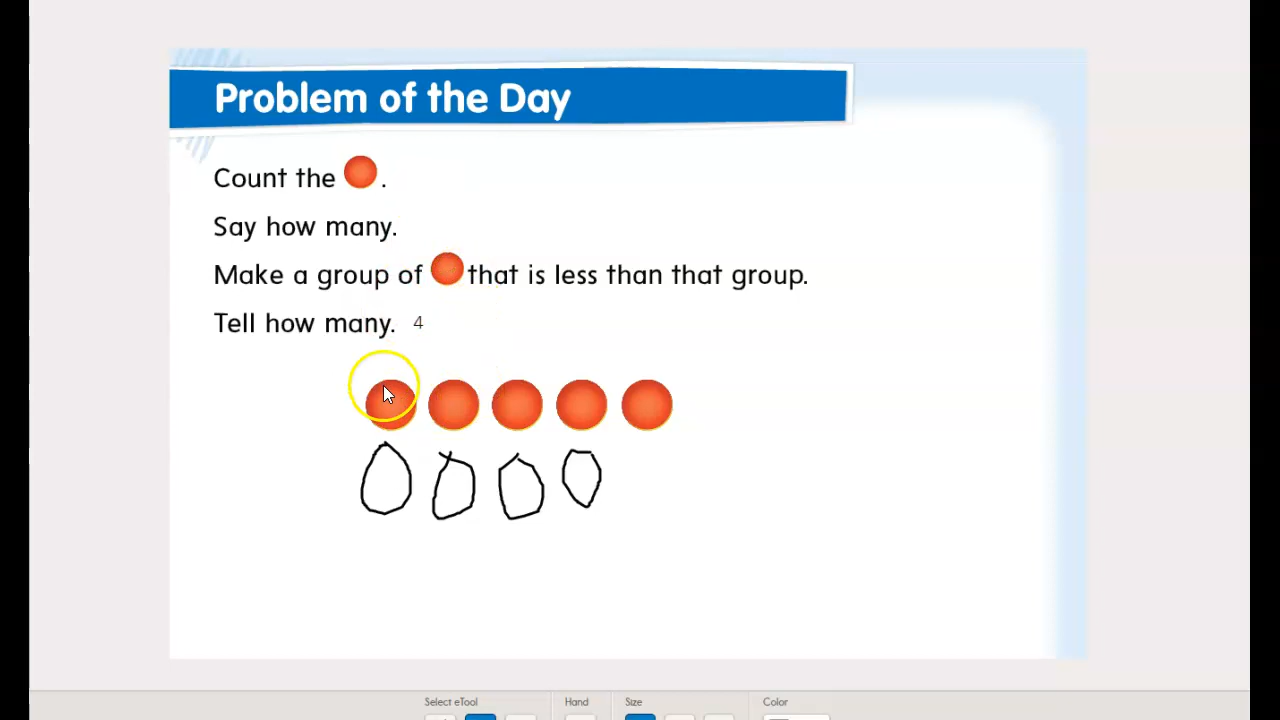 Problem of the Day
Count the .
Say how many.
Make a group of that is less than that group.
Tell how many. 4
Select eTool Hand Size Color